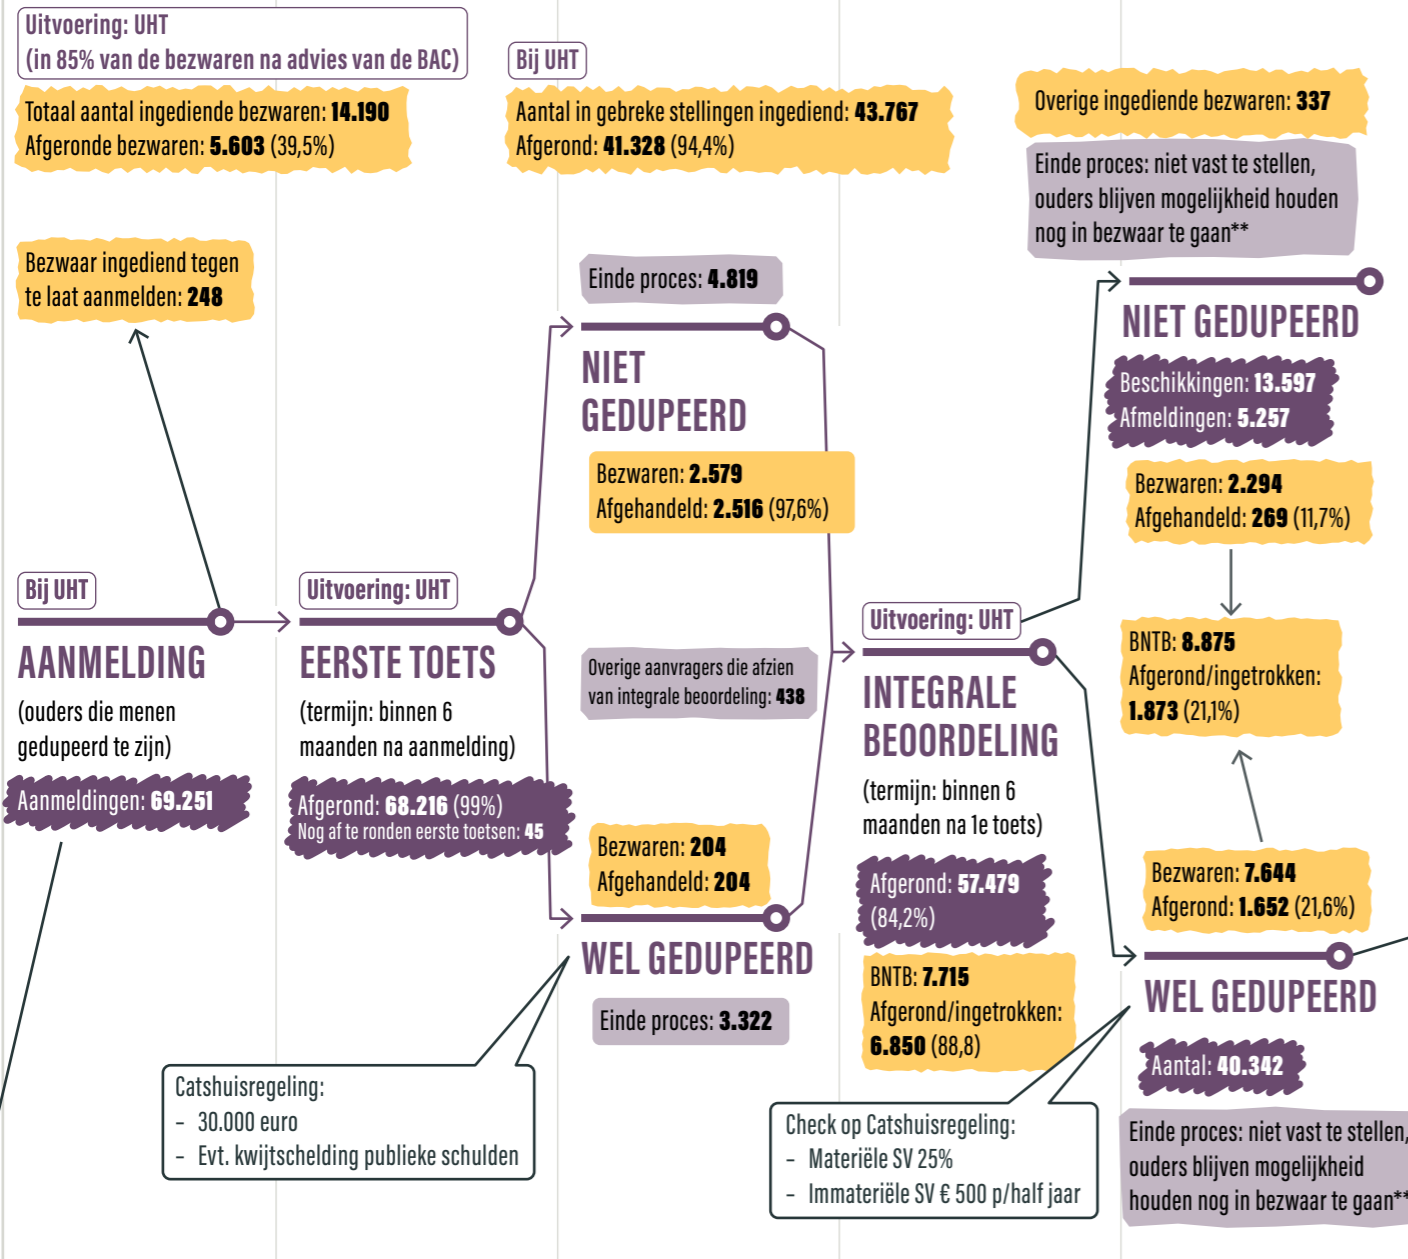 Uitvoering: UHT
(in 85% van de bezwaren na advies van de BAC)
Totaal aantal ingediende bezwaren: 14.190
Afgeronde bezwaren: 5.603 (39,5%)
Bezwaar ingediend tegen
te laat aanmelden: 248
Bij UHT
AANMELDING
(ouders die menen
gedupeerd te zijn)
Aanmeldingen: 69.251
Uitvoering: UHT
EERSTE TOETS
(termijn: binnen 6
maanden na aanmelding)
Afgerond: 68.216 (99%)
Nog af te ronden eerste toetsen: 45
Catshuisregeling:
- 30.000 euro
- Evt. kwijtschelding publieke schulden
Bij UHT
Aantal in gebreke stellingen ingediend: 43.767
Afgerond: 41.328 (94,4%)
Einde proces: 4.819
NIET
GEDUPEERD
Bezwaren: 2.579
Afgehandeld: 2.516 (97,6%)
Overige aanvragers die afzien
van integrale beoordeling: 438
Bezwaren: 204
Afgehandeld: 204
WEL GEDUPEERD
Einde proces: 3.322
Uitvoering: UHT
INTEGRALE
BEOORDELING
(termijn: binnen 6
maanden na 1e toets)
Afgerond: 57.479
(84,2%)
BNTB: 7.715
Afgerond/ingetrokken:
6.850 (88,8)
Check op Catshuisregeling:
- Materiële SV 25%
- Immateriële SV € 500 p/half jaar
Overige ingediende bezwaren: 337
Einde proces: niet vast te stellen,
ouders blijven mogelijkheid houden
nog in bezwaar te gaan**
NIET GEDUPEERD
Beschikkingen: 13.597
Afmeldingen: 5.257
Bezwaren: 2.294
Afgehandeld: 269 (11,7%)
BNTB: 8.875
Afgerond/ingetrokken:
1.873 (21,1%)
Bezwaren: 7.644
Afgerond: 1.652 (21,6%)
WEL GEDUPEERD
Aantal: 40.342
Einde proces: niet vast te stellen,
ouders blijven mogelijkheid
houden nog in bezwaar te gaan**